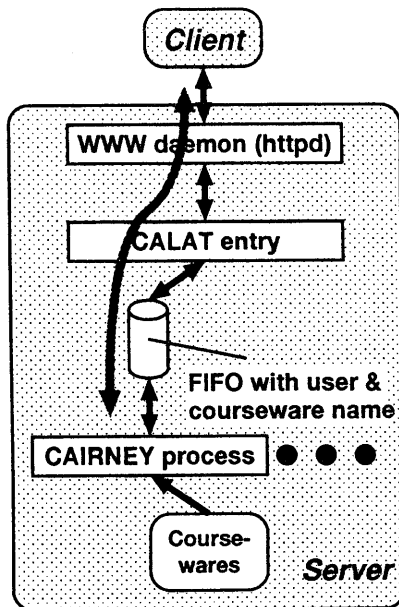 Client
WWW daemon (httpd)
CALAT entry
FIFO with user &
courseware name
CAIRNEY process
Course-
wares
Server